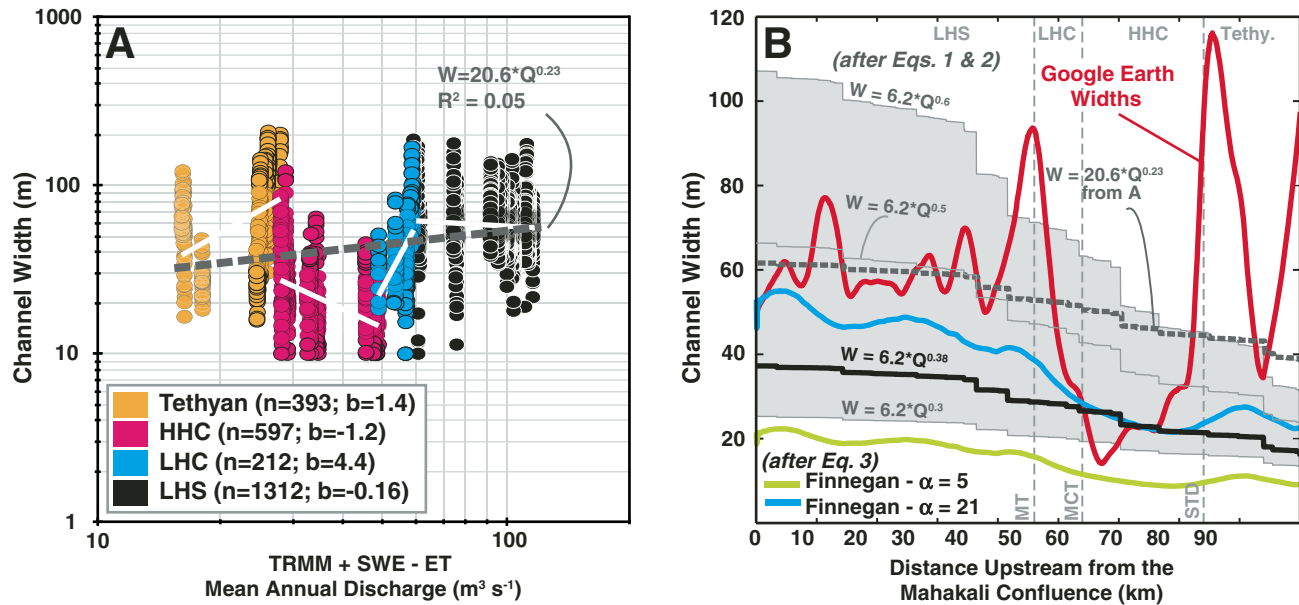 A
1000
100
10
1
Channel Width (m)
W=20.6*Q^0.23
R² = 0.05
Tethyan (n=393; b=1.4)
HHC (n=597; b=-1.2)
LHC (n=212; b=4.4)
LHS (n=1312; b=-0.16)
10
100
TRMM + SWE - ET
Mean Annual Discharge (m³ s⁻¹)
B
LHS
LHC
HHC
Tethy.
(after Eqs. 1 & 2)
Google Earth
Widths
W = 6.2*Q^0.6
W = 20.6*Q^0.23
from A
W = 6.2*Q^0.5
W = 6.2*Q^0.38
W = 6.2*Q^0.3
(after Eq. 3)
Finnegan - α = 5
Finnegan - α = 21
MT
MCT
STD
120
100
80
60
40
20
120
Channel Width (m)
0
10
20
30
40
50
60
70
80
90
Distance Upstream from the
Mahakali Confluence (km)